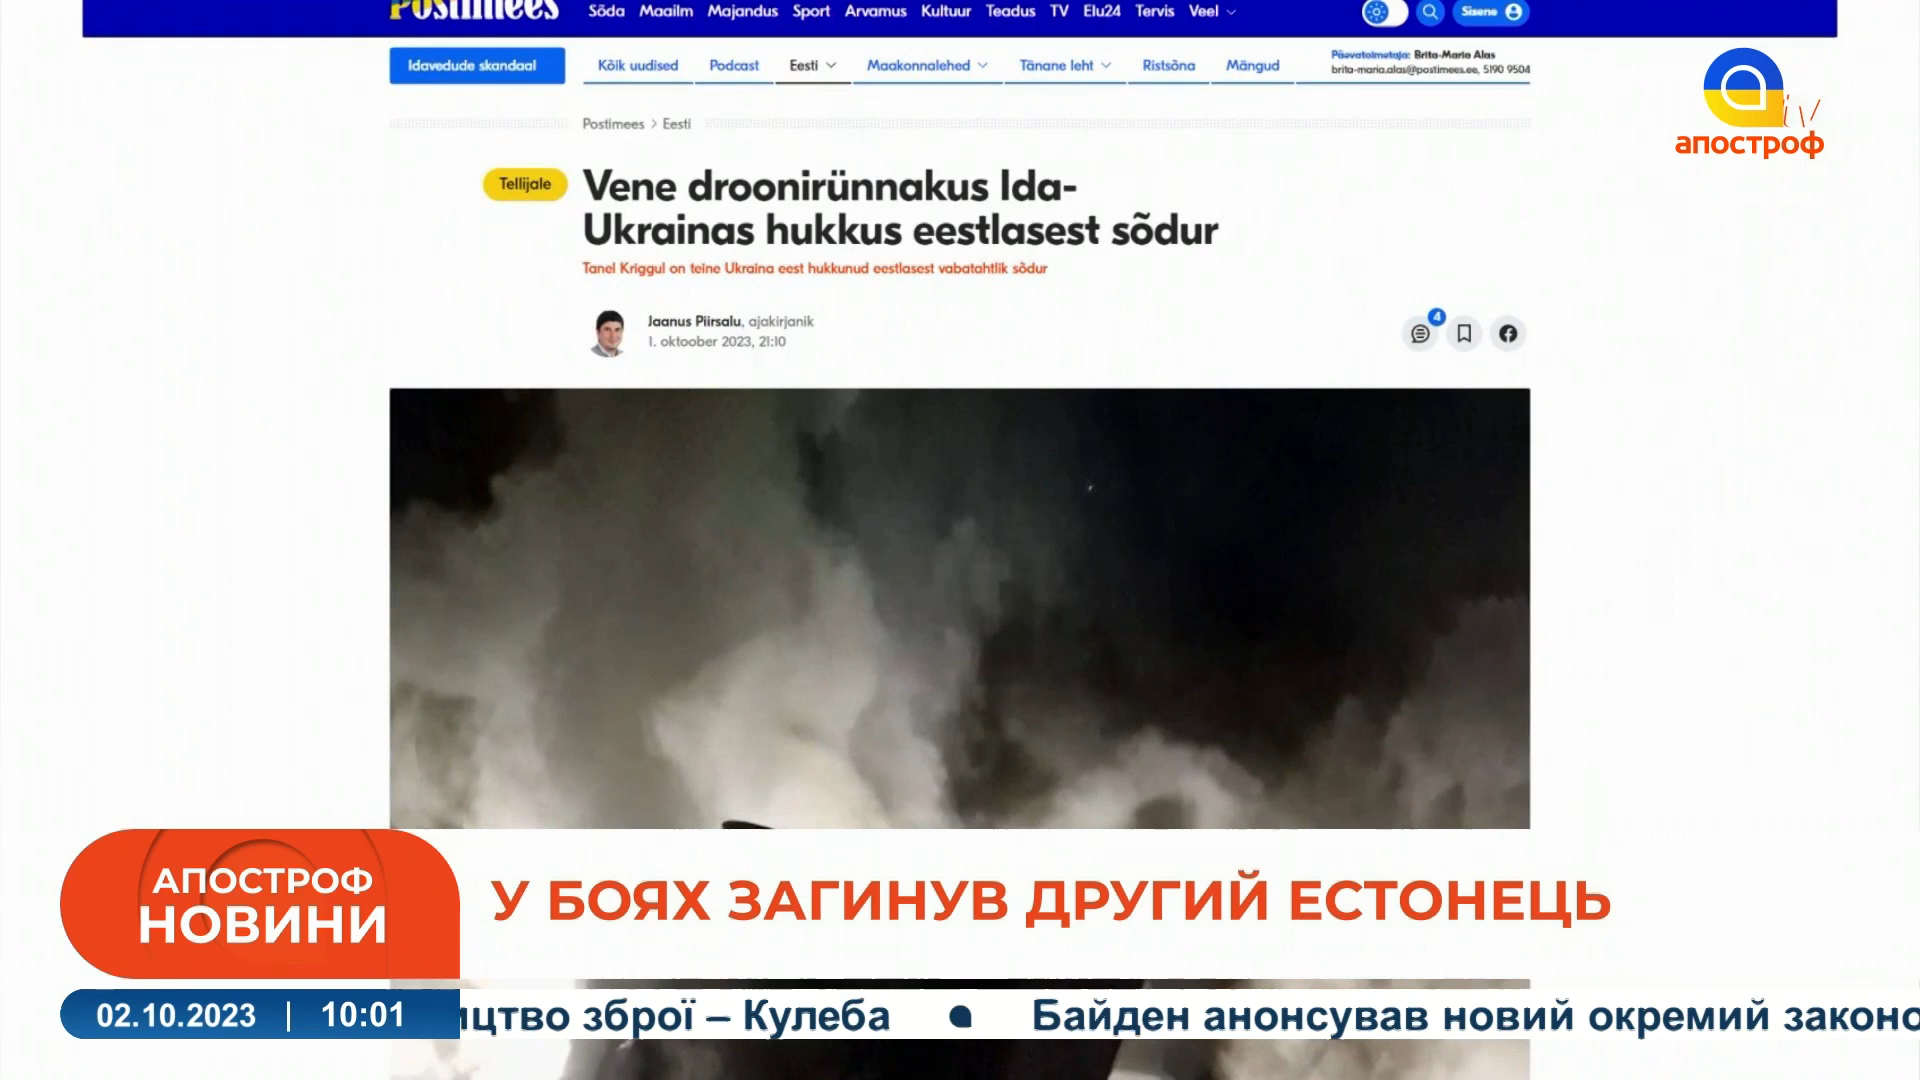 Postimees
Sõda Maailm Majandus Sport Arvamus Kultuur Teadus TV Elu24 Tervis Veel
Sisene
Idavedude skandaal
Kõik uudised Podcast Eesti Maakonnalehed Tänane leht Ristsõna Mängud
Päevatoimetaja: Brita-Maria Alas
brita-maria.alas@postimees.ee, 5190 9504
tv
апостроф
Postimees > Eesti
Tellijale
Vene droonirünnakus Ida-
Ukrainas hukkus eestlasest sõdur
Tanel Kriggul on teine Ukraina eest hukkunud eestlasest vabatahtlik sõdur
Jaanus Piirsalu, ajakirjanik
1. oktoober 2023, 21:10
4
АПОСТРОФ
НОВИНИ
У БОЯХ ЗАГИНУВ ДРУГИЙ ЕСТОНЕЦЬ
02.10.2023 | 10:01
ицтво зброї – Кулеба • Байден анонсував новий окремий законо